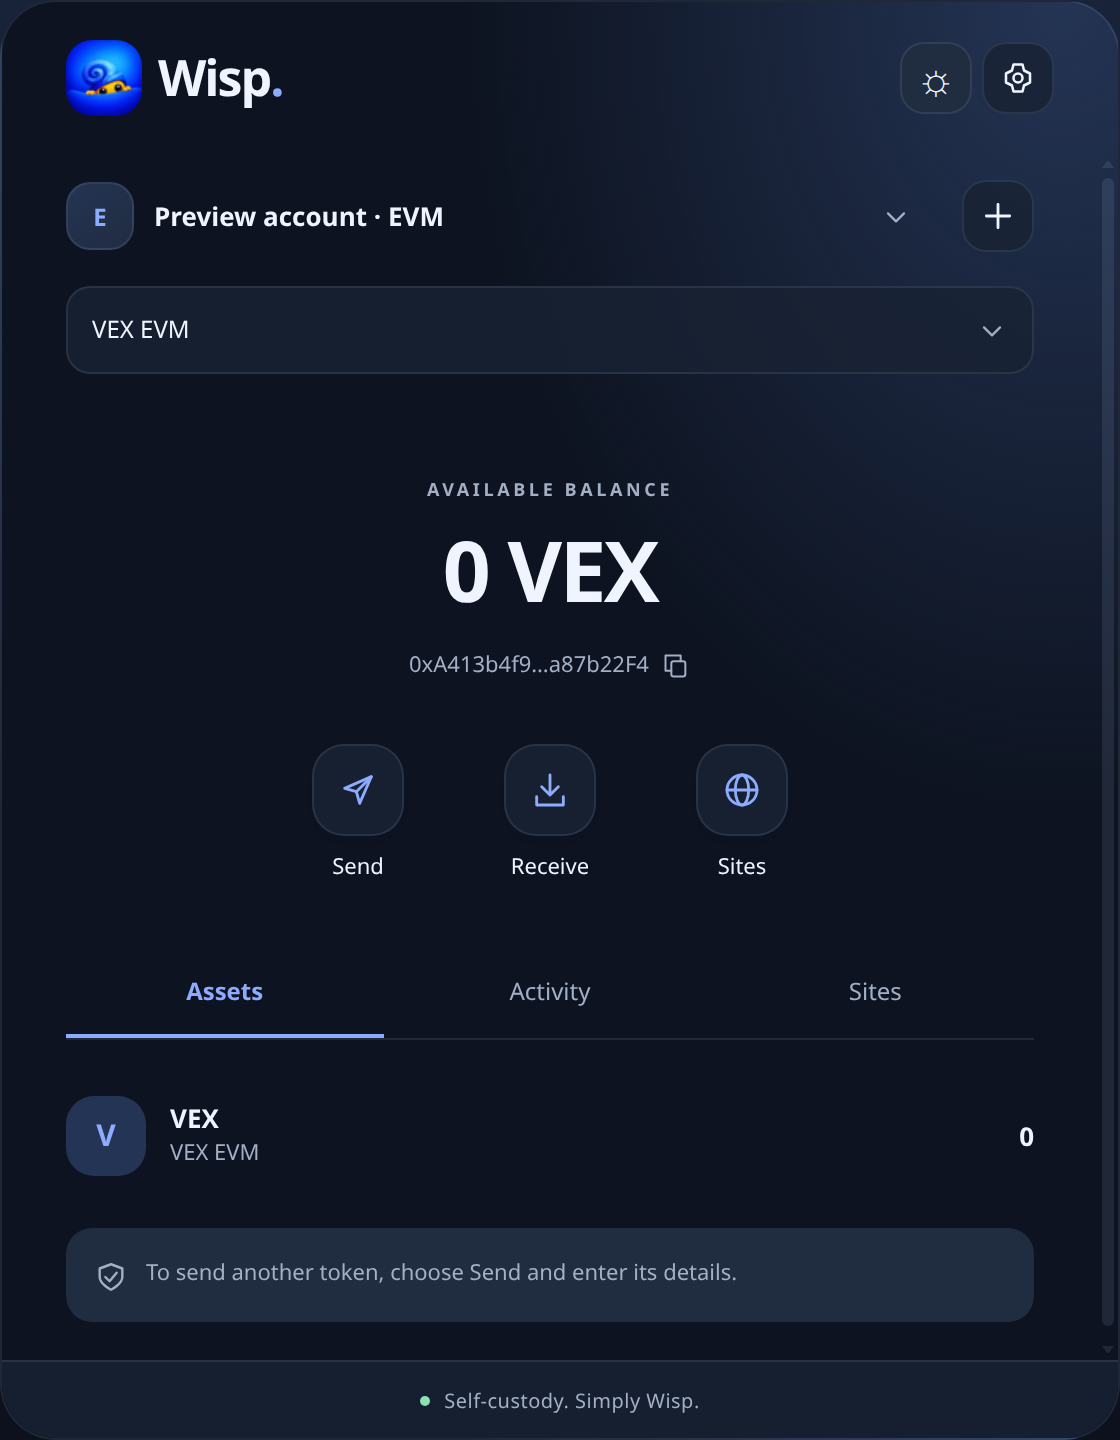 Wisp.
E
Preview account · EVM
VEX EVM
AVAILABLE BALANCE
0 VEX
0xA413b4f9...a87b22F4
Send
Receive
Sites
Assets
Activity
Sites
V
VEX
VEX EVM
0
To send another token, choose Send and enter its details.
Self-custody. Simply Wisp.